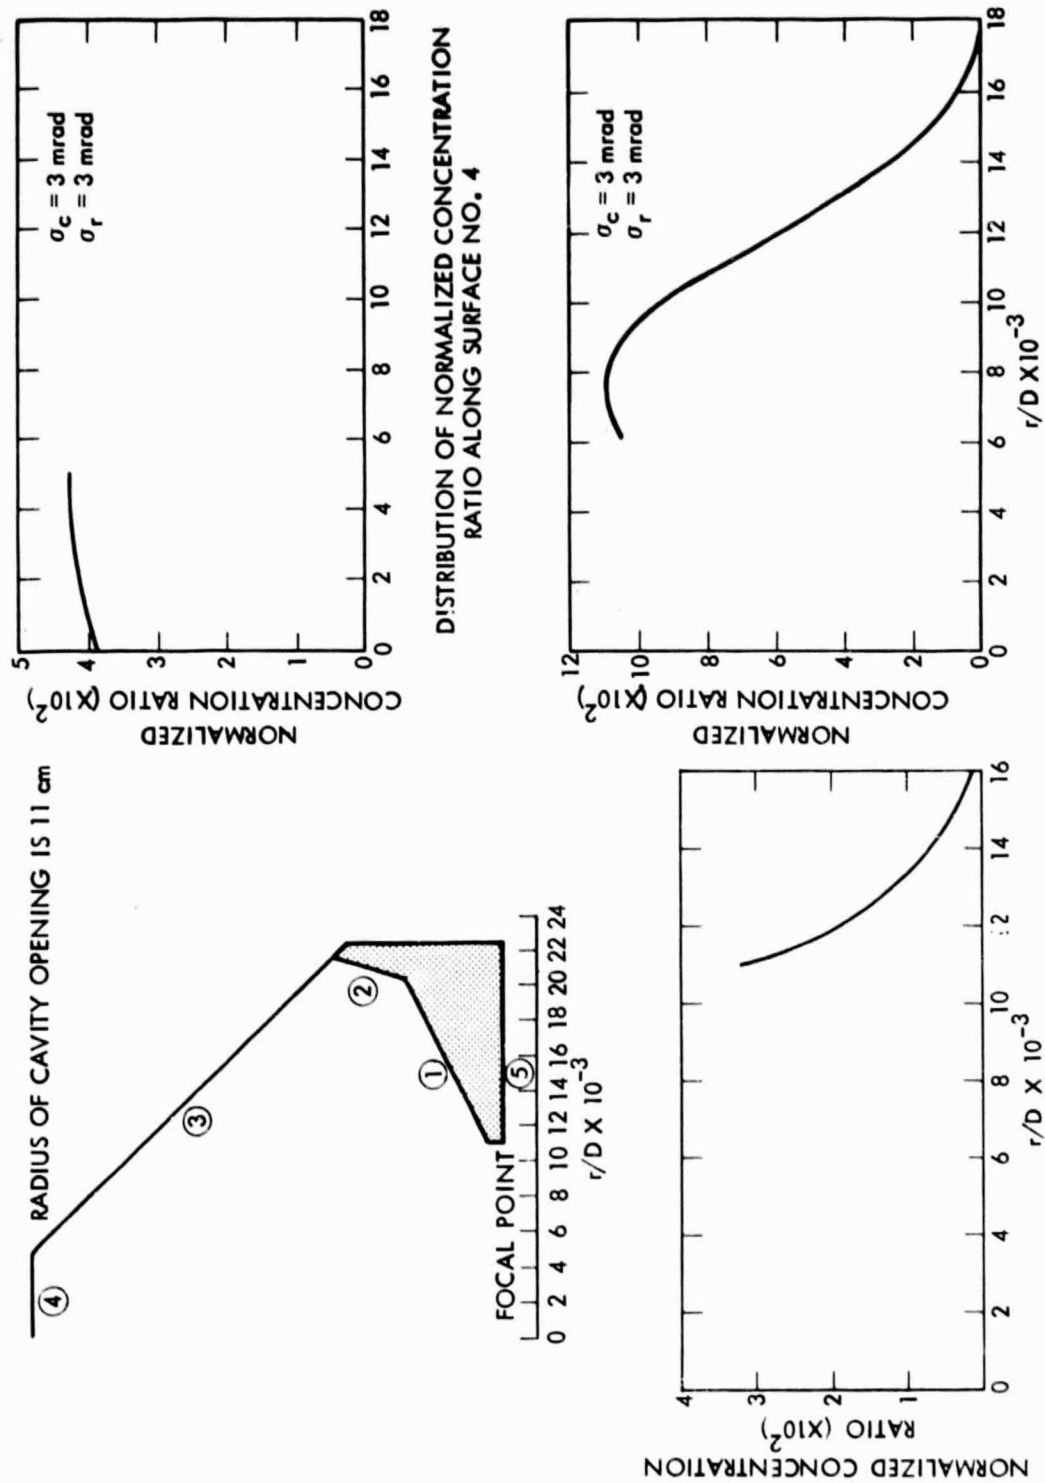 RADIUS OF CAVITY OPENING IS 11 cm
④
③
②
①
⑤
FOCAL POINT
0 2 4 6 8 10 12 14 16 18 20 22 24
r/D X 10-3
NORMALIZED
CONCENTRATION RATIO (X10²)
5
4
3
2
1
0
σc = 3 mrad
σr = 3 mrad
0 2 4 6 8 10 12 14 16 18
DISTRIBUTION OF NORMALIZED CONCENTRATION
RATIO ALONG SURFACE NO. 4
NORMALIZED CONCENTRATION
RATIO (X10²)
4
3
2
1
0
0 2 4 6 8 10 12 14 16
r/D X 10-3
NORMALIZED
CONCENTRATION RATIO (X10²)
12
10
8
6
4
2
0
σc = 3 mrad
σr = 3 mrad
0 2 4 6 8 10 12 14 16 18
r/D X10-3